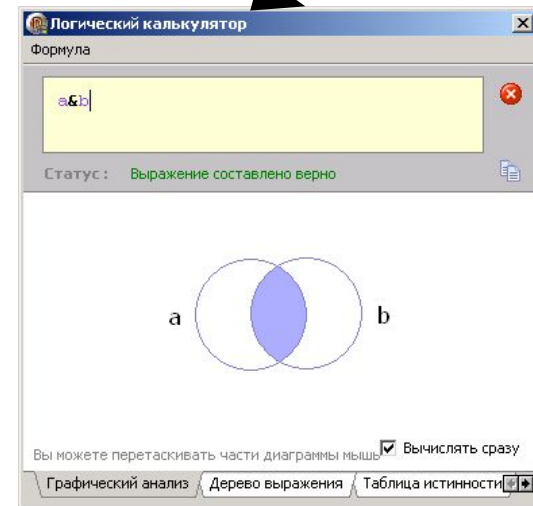 Логический калькулятор
Формула
a&b
Статус: Выражение составлено верно
a b
Вы можете перетаскивать части диаграммы мышь
Вычислять сразу
Графический анализ Дерево выражения Таблица истинности